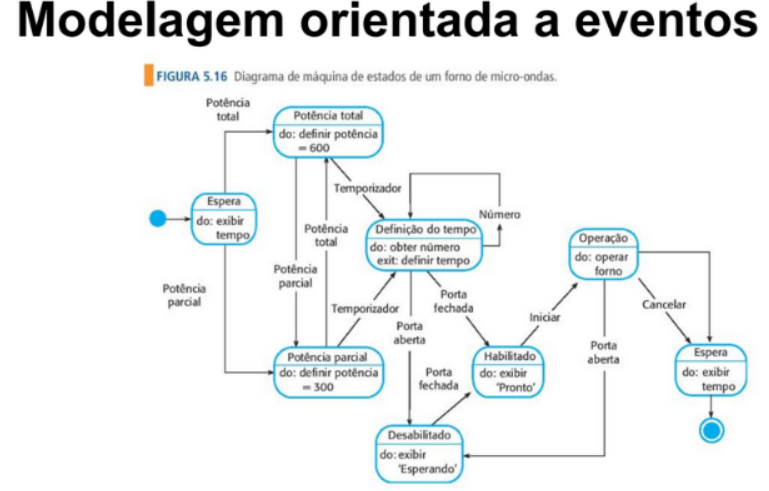 Modelagem orientada a eventos
FIGURA 5.16 Diagrama de máquina de estados de um forno de micro-ondas.
Potência
total
Potência total
do: definir potência
= 600
Temporizador
Espera
do: exibir
tempo
Número
Potência
total
Definição do tempo
do: obter número
exit: definir tempo
Operação
do: operar
forno
Potência
parcial
Potência
parcial
Temporizador
Porta
fechada
Iniciar
Cancelar
Porta
aberta
Porta
aberta
Potência parcial
do: definir potência
= 300
Porta
fechada
Habilitado
do: exibir
'Pronto'
Espera
do: exibir
tempo
Desabilitado
do: exibir
'Esperando'